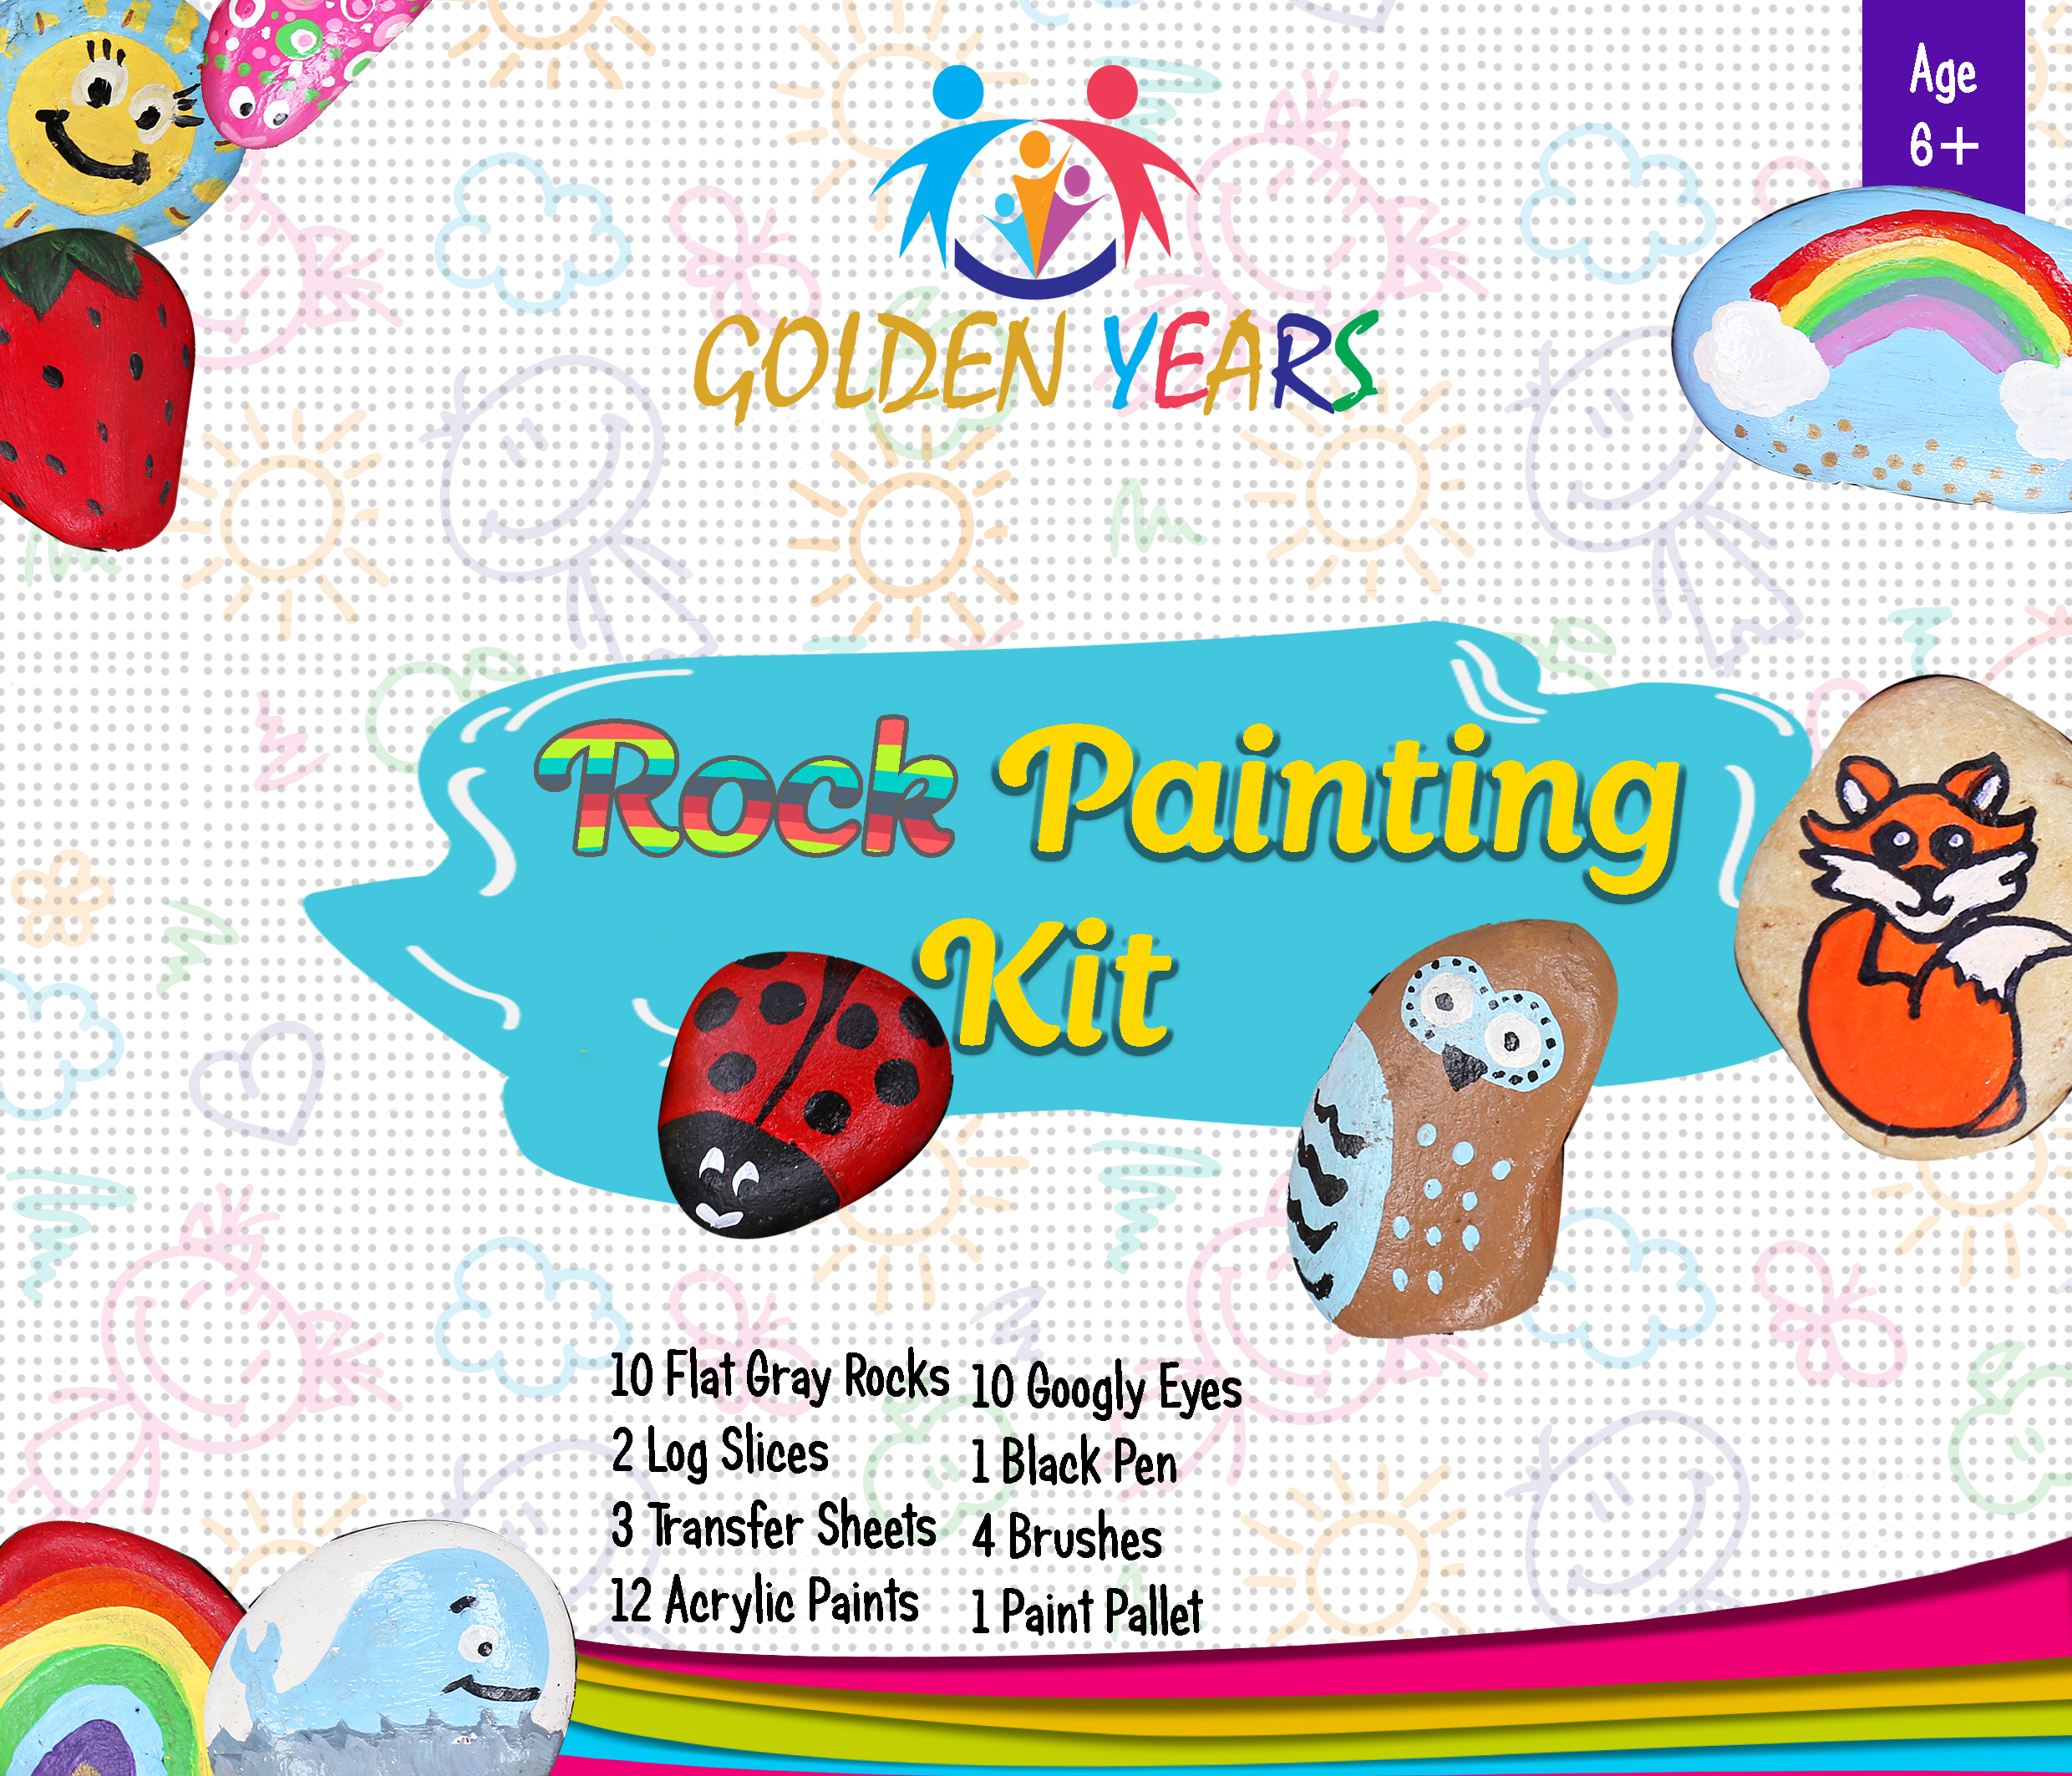 Age
6+
GOLDEN YEARS
Rock Painting
Kit
10 Flat Gray Rocks
2 Log Slices
3 Transfer Sheets
12 Acrylic Paints
10 Googly Eyes
1 Black Pen
4 Brushes
1 Paint Pallet